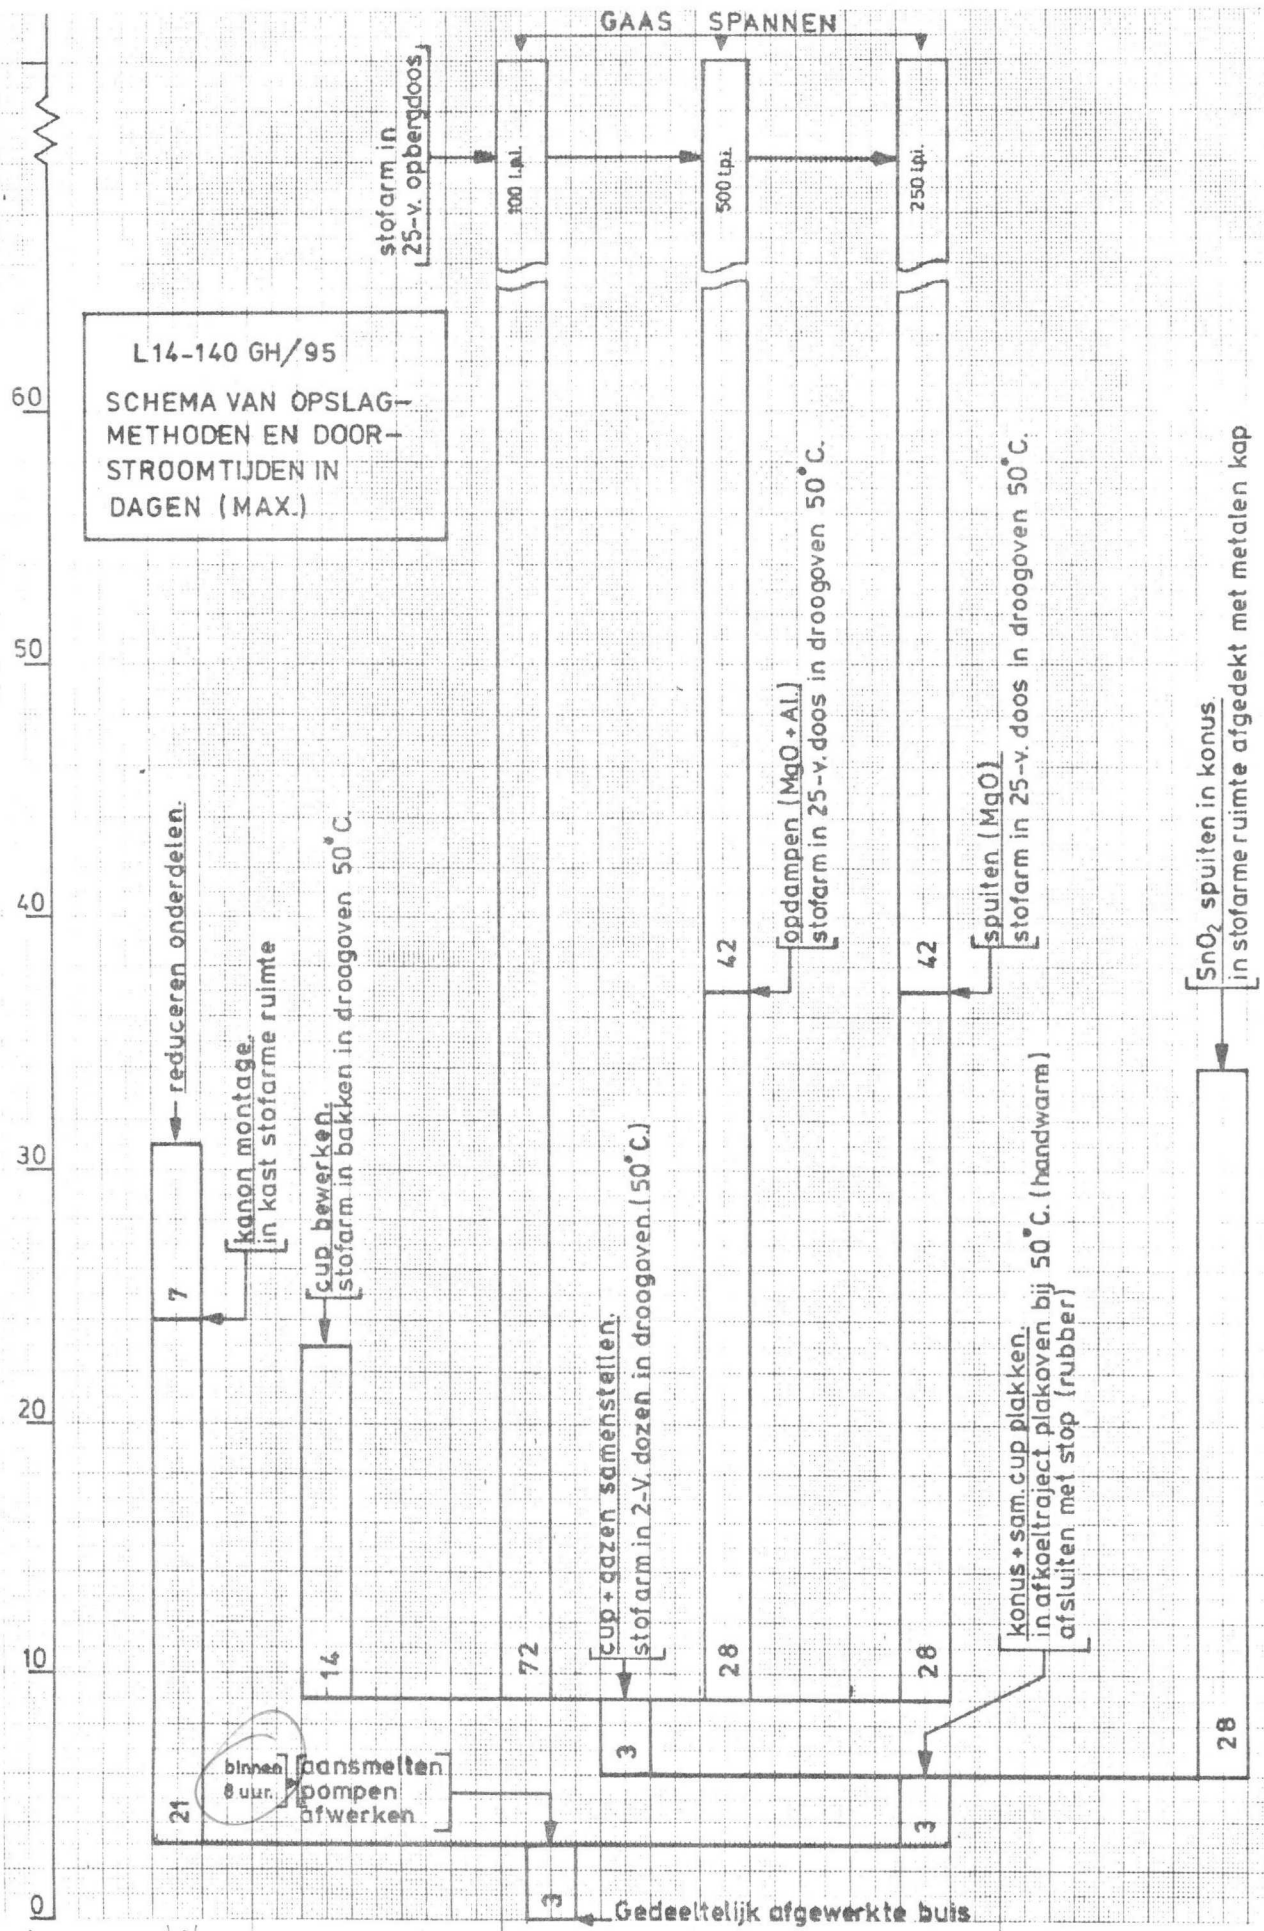 GAAS SPANNEN
stofarm in
25-v. opbergdoos
100 l.p.i.
500 l.p.i.
250 l.p.i.
L14-140 GH/95
SCHEMA VAN OPSLAG-
METHODEN EN DOOR-
STROOMTIJDEN IN
DAGEN (MAX.)
60
50
40
30
20
10
0
reduceren onderdelen.
7
kanon montage.
in kast stofarme ruimte
21
cup bewerken.
stofarm in bakken in droogoven 50°C.
14
72
cup + gazen samenstellen.
stofarm in 2-V. dozen in droogoven. (50°C.)
3
42
opdampen (MgO + Al.)
stofarm in 25-v. doos in droogoven 50°C.
28
42
spuiten (MgO)
stofarm in 25-v. doos in droogoven 50°C.
28
konus + sam. cup plakken.
in afkoeltraject plakoven bij 50°C. (handwarm)
afsluiten met stop (rubber)
3
SnO₂ spuiten in konus.
in stofarme ruimte afgedekt met metalen kap
28
binnen
8 uur.
aansmelten
pompen
afwerken
3
Gedeeltelijk afgewerkte buis